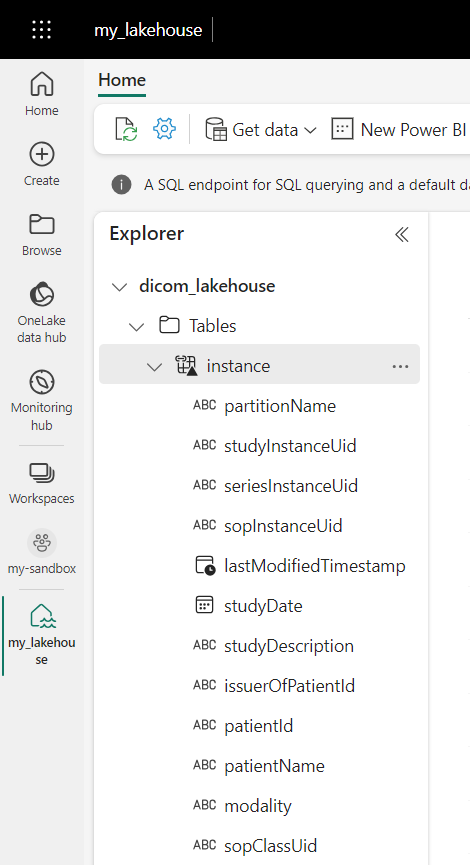 my_lakehouse
Home
Create
Browse
OneLake
data hub
Monitoring
hub
Workspaces
my-sandbox
my_lakehou
se
Home
Get data
New Power BI
A SQL endpoint for SQL querying and a default
Explorer
dicom_lakehouse
Tables
instance
ABC partitionName
ABC studyInstanceUid
ABC seriesInstanceUid
ABC sopInstanceUid
lastModifiedTimestamp
studyDate
ABC studyDescription
ABC issuerOfPatientId
ABC patientId
ABC patientName
ABC modality
ABC sopClassUid